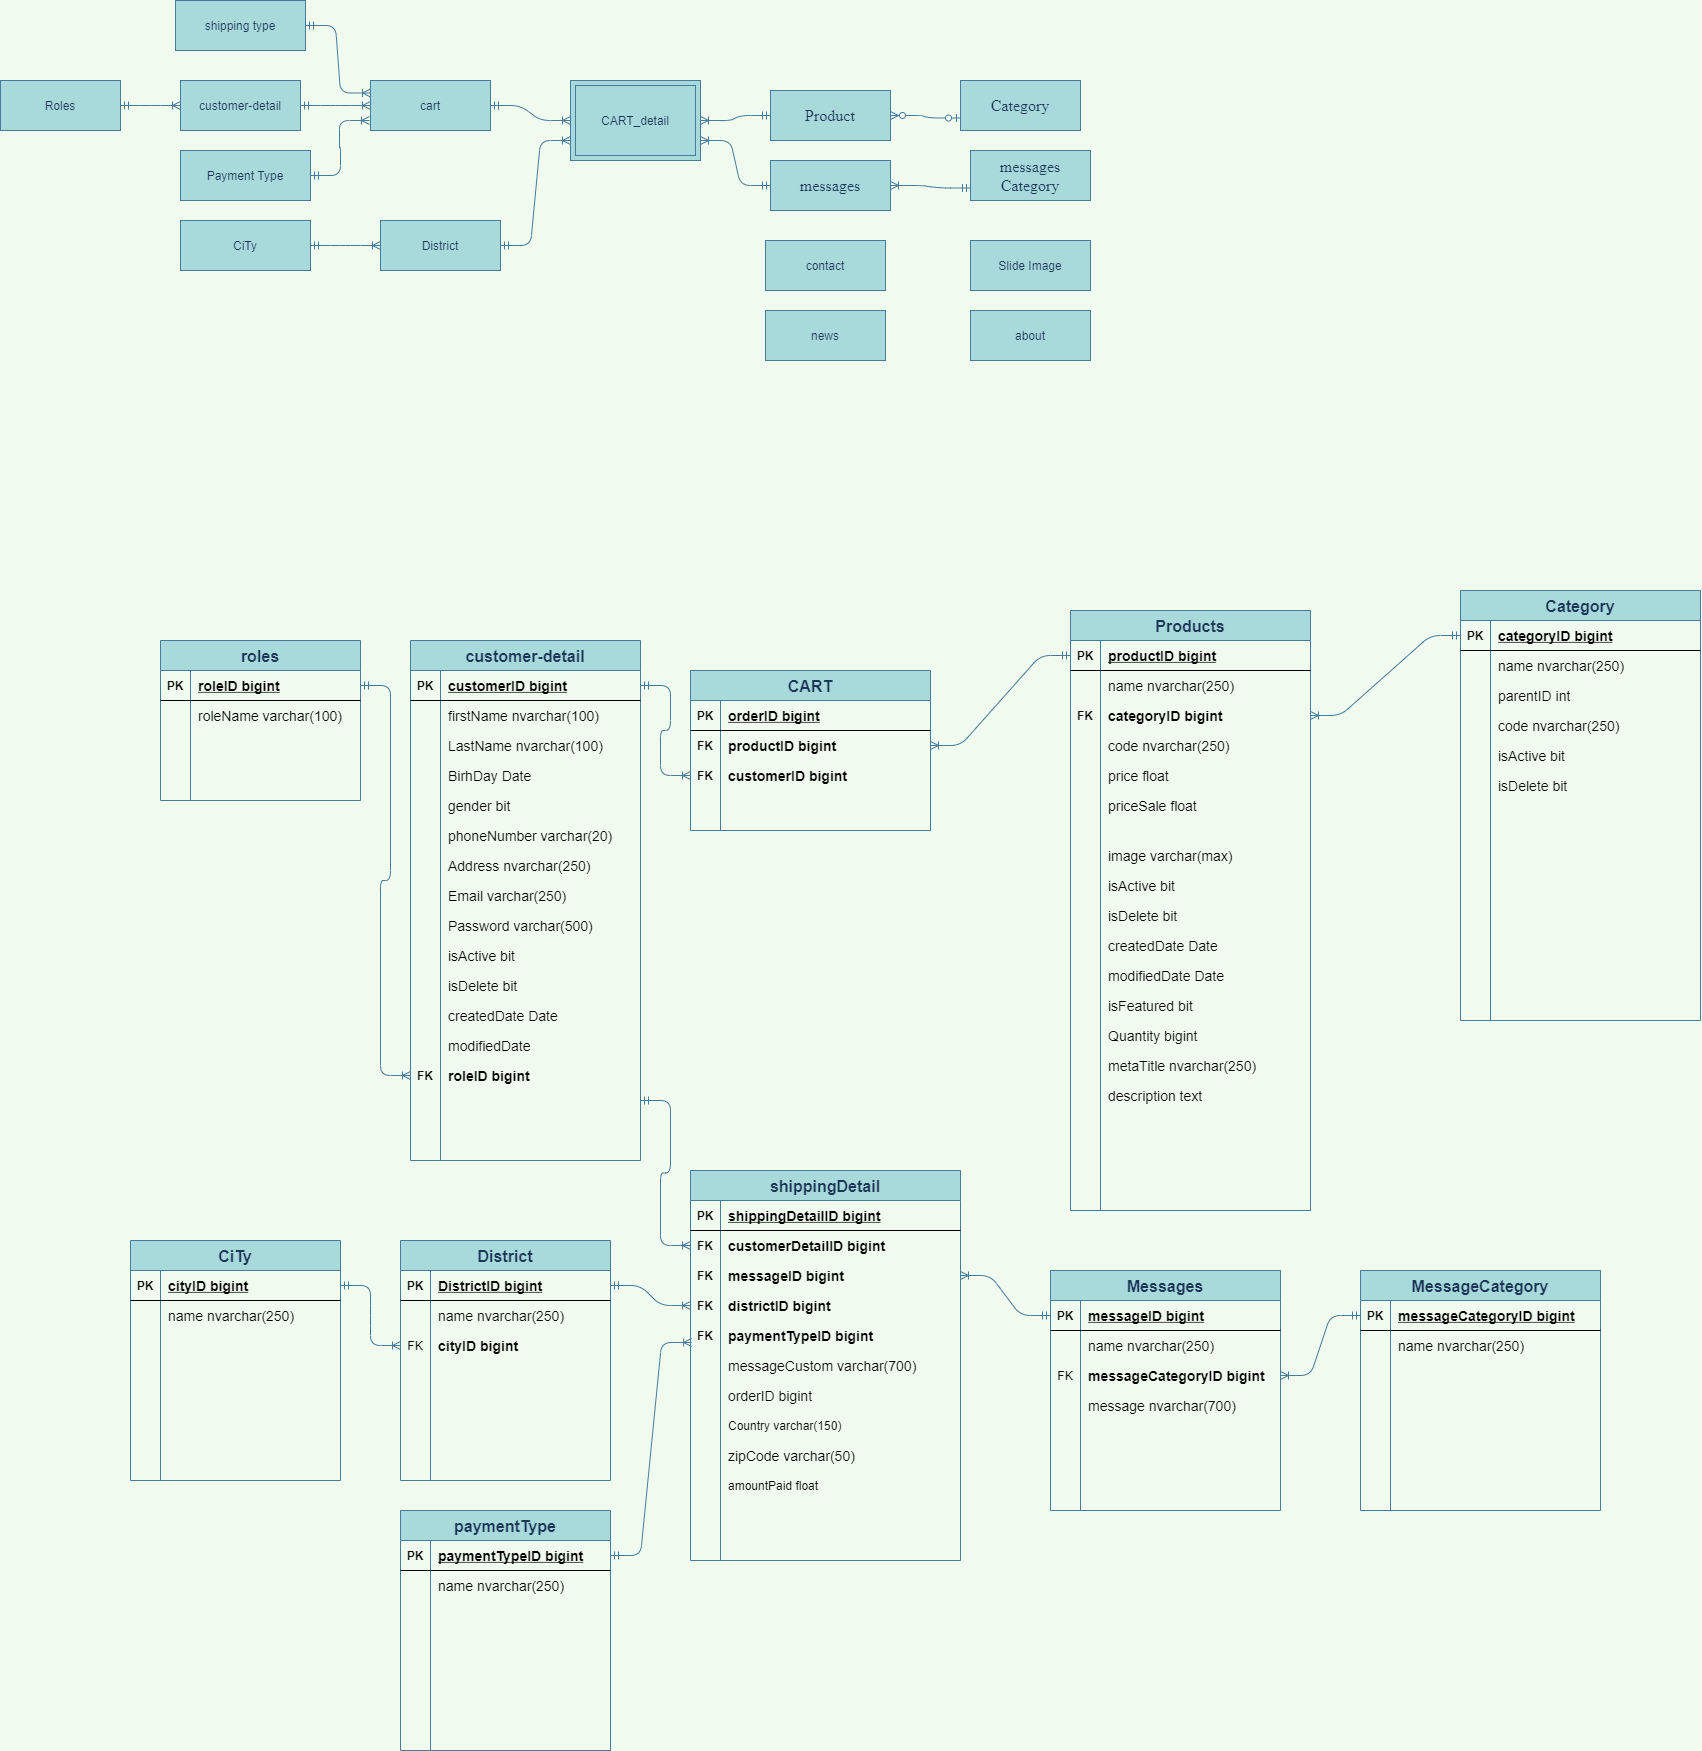 shipping type
Roles
customer-detail
cart
CART_detail
Product
Category
Payment Type
messages
messages
Category
CiTy
District
contact
Slide Image
news
about
roles
PK roleID bigint
roleName varchar(100)
customer-detail
PK customerID bigint
firstName nvarchar(100)
LastName nvarchar(100)
BirhDay Date
gender bit
phoneNumber varchar(20)
Address nvarchar(250)
Email varchar(250)
Password varchar(500)
isActive bit
isDelete bit
createdDate Date
modifiedDate
FK roleID bigint
CART
PK orderID bigint
FK productID bigint
FK customerID bigint
Products
PK productID bigint
name nvarchar(250)
FK categoryID bigint
code nvarchar(250)
price float
priceSale float
image varchar(max)
isActive bit
isDelete bit
createdDate Date
modifiedDate Date
isFeatured bit
Quantity bigint
metaTitle nvarchar(250)
description text
Category
PK categoryID bigint
name nvarchar(250)
parentID int
code nvarchar(250)
isActive bit
isDelete bit
CiTy
PK cityID bigint
name nvarchar(250)
District
PK DistrictID bigint
name nvarchar(250)
FK cityID bigint
shippingDetail
PK shippingDetailID bigint
FK customerDetailID bigint
FK messageID bigint
FK districtID bigint
FK paymentTypeID bigint
messageCustom varchar(700)
orderID bigint
Country varchar(150)
zipCode varchar(50)
amountPaid float
Messages
PK messageID bigint
name nvarchar(250)
FK messageCategoryID bigint
message nvarchar(700)
MessageCategory
PK messageCategoryID bigint
name nvarchar(250)
paymentType
PK paymentTypeID bigint
name nvarchar(250)